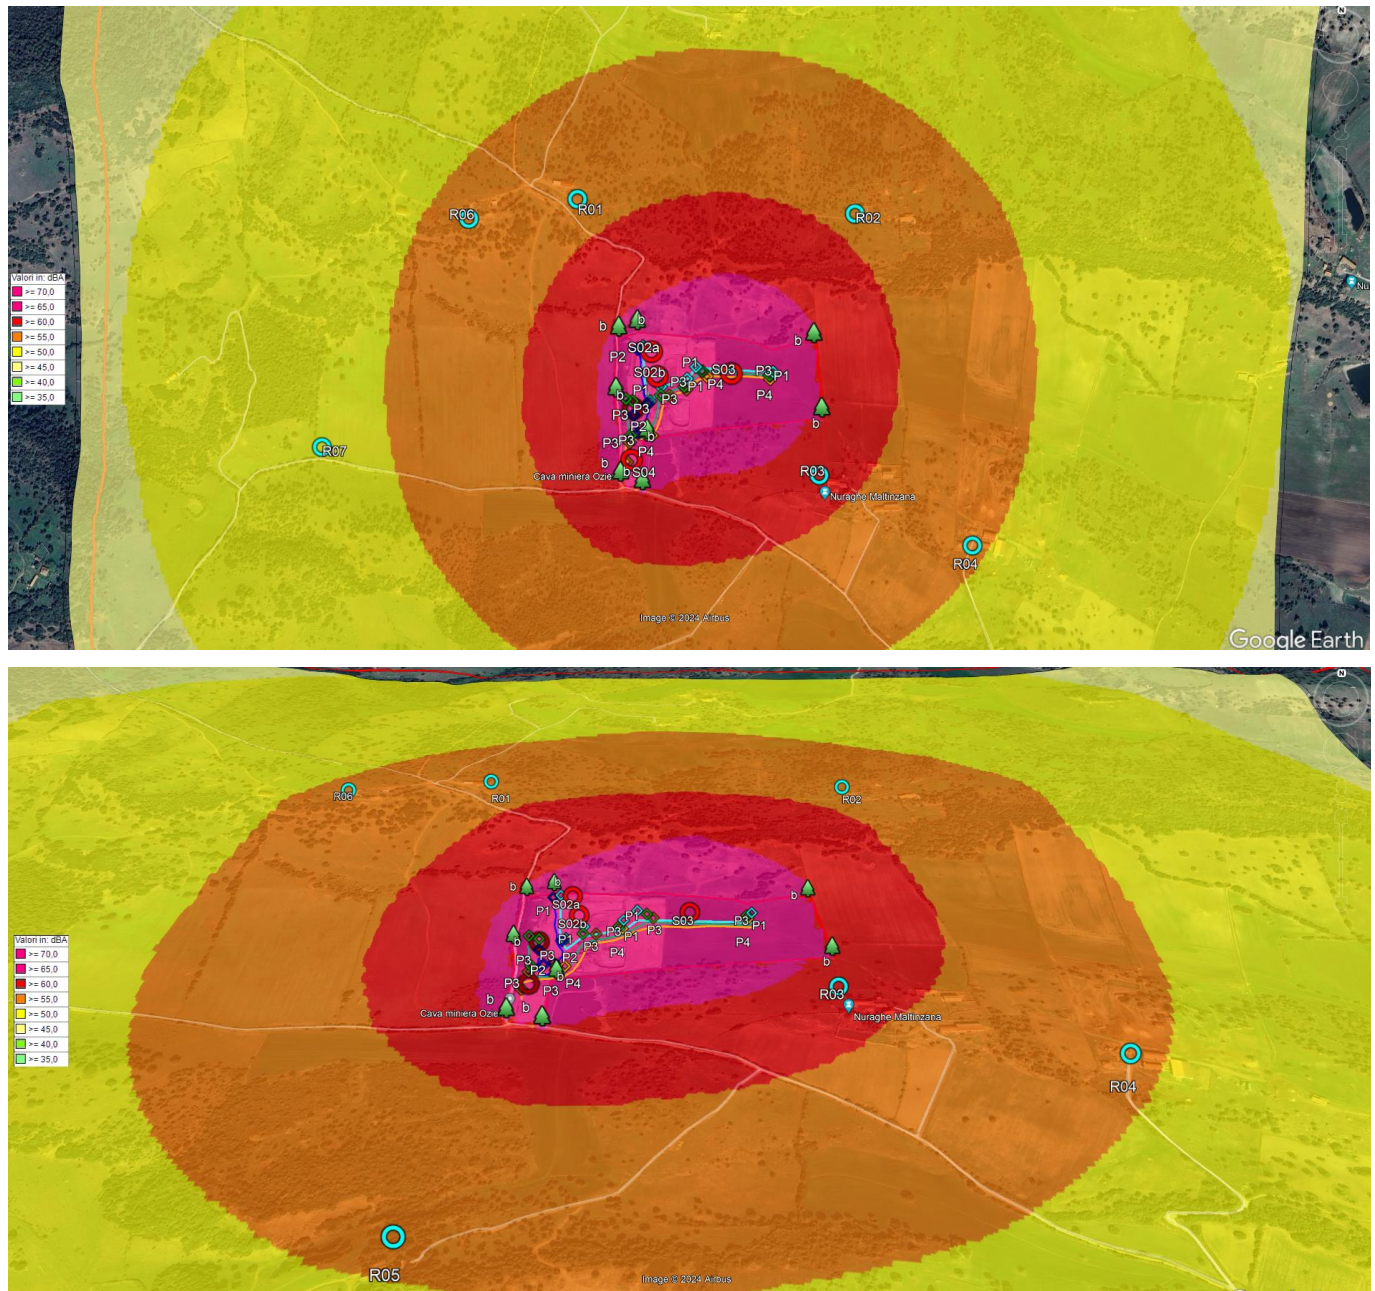 N
R06
R01
R02
Valori in: dBA
>= 70,0
>= 65,0
>= 60,0
>= 55,0
>= 50,0
>= 45,0
>= 40,0
>= 35,0
Nu
b
b
b
P2
S02a
P1
S03
P3
P1
S02b
P3
P1
P4
P4
b
P1
P3
P3
P3
b
P2
P3
P3
b
P4
R07
b
b
S04
Cava miniera Ozie
R03
Nuraghe Maltinzana
R04
Image © 2024 Airbus
Google Earth
N
R06
R01
R02
b
b
b
P1
S02a
S02b
P1
S03
P3
P1
P3
P1
P3
P4
P4
b
P1
P3
P3
P2
P2
b
b
P3
P3
P4
b
b
Cava miniera Ozie
R03
Nuraghe Maltinzana
Valori in: dBA
>= 70,0
>= 65,0
>= 60,0
>= 55,0
>= 50,0
>= 45,0
>= 40,0
>= 35,0
R04
R05
Image © 2024 Airbus